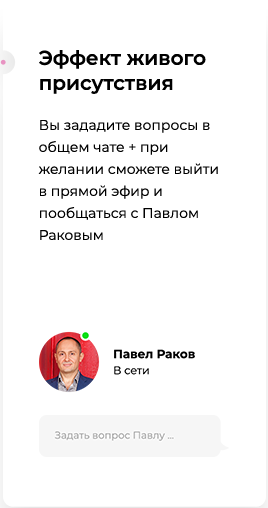 Эффект живого
присутствия
Вы зададите вопросы в
общем чате + при
желании сможете выйти
в прямой эфир и
пообщаться с Павлом
Раковым
Павел Раков
В сети
Задать вопрос Павлу ...